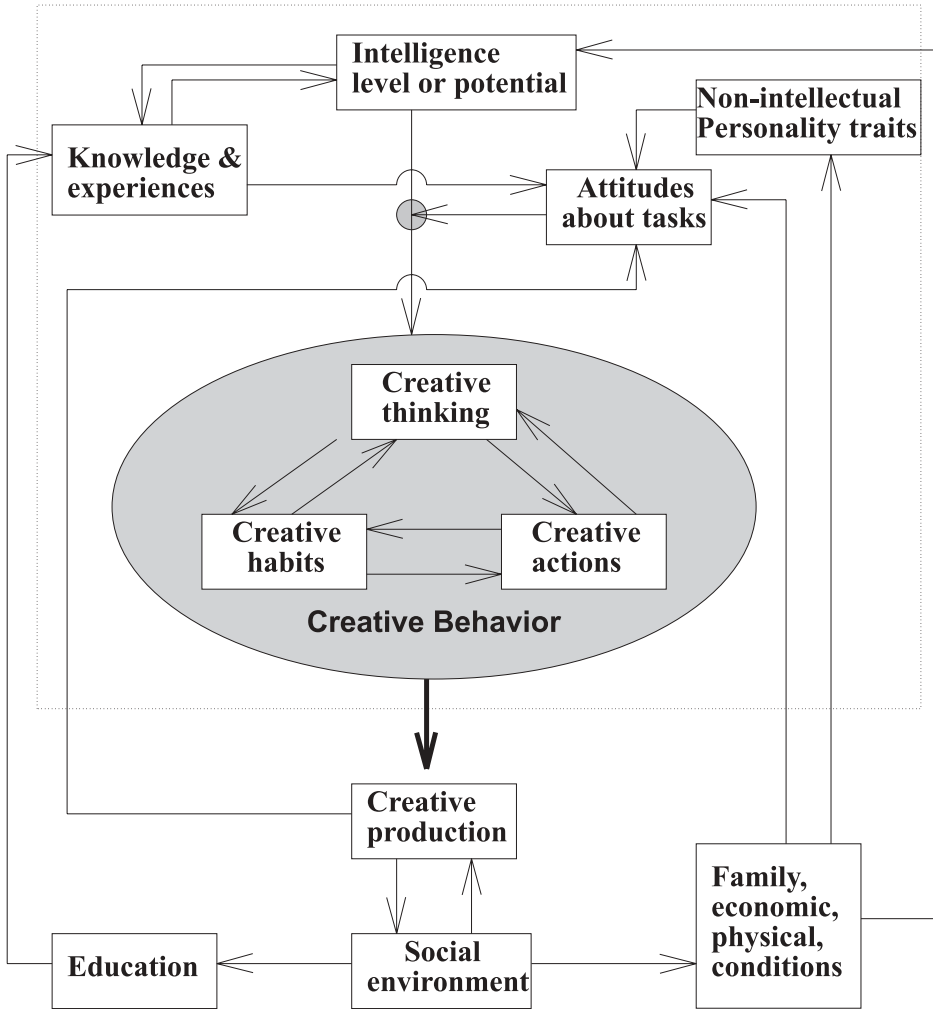 Intelligence
level or potential
Non-intellectual
Personality traits
Knowledge &
experiences
Attitudes
about tasks
Creative
thinking
Creative
habits
Creative
actions
Creative Behavior
Creative
production
Family,
economic,
physical,
conditions
Education
Social
environment